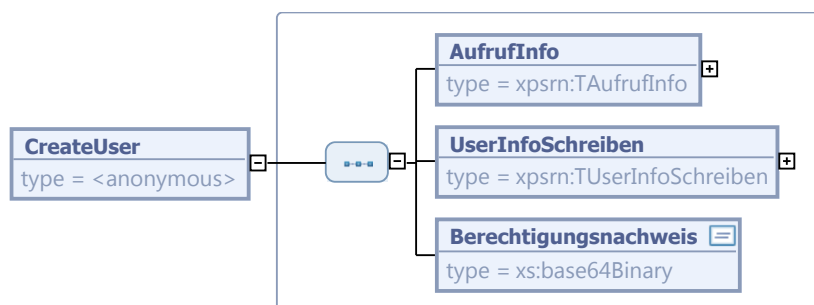 AufrufInfo
type = xpsrn:TAufrufInfo
CreateUser
type = <anonymous>
UserInfoSchreiben
type = xpsrn:TUserInfoSchreiben
Berechtigungsnachweis
type = xs:base64Binary